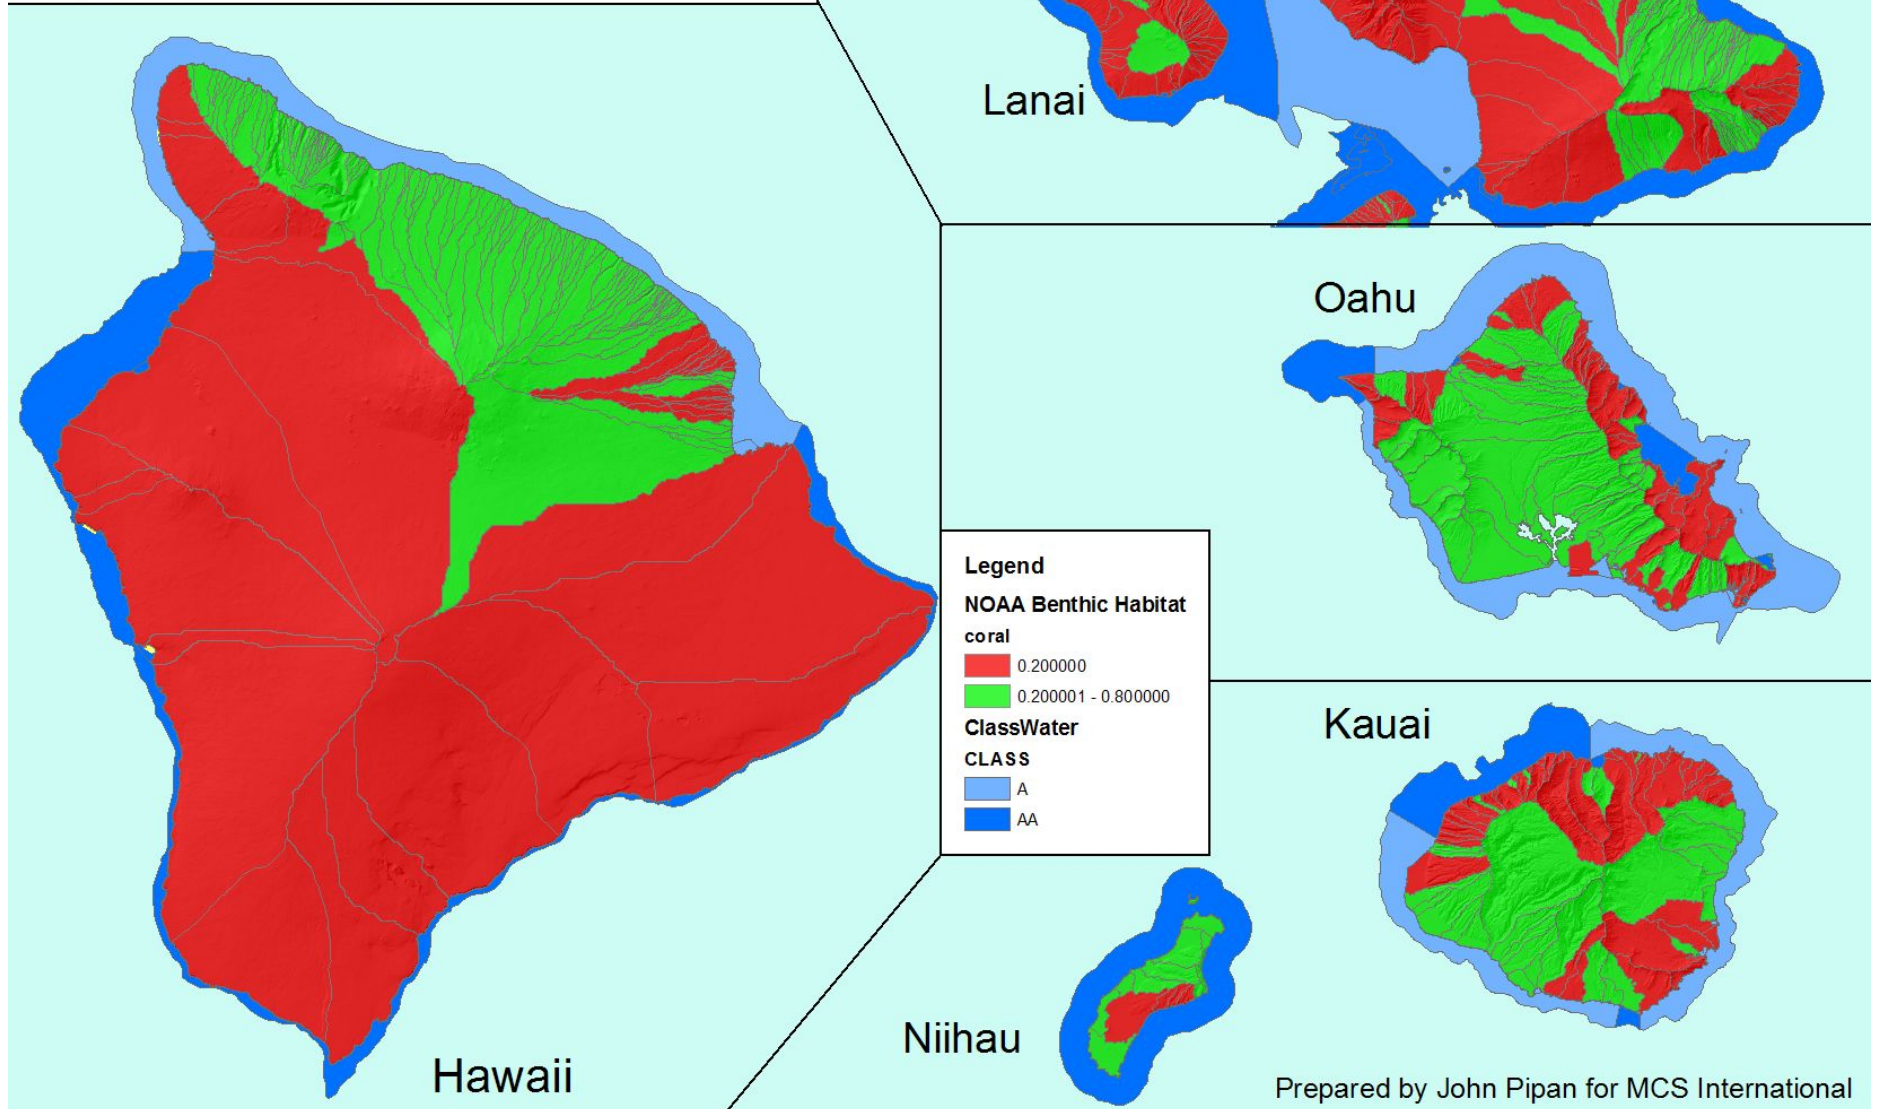 Lanai
Oahu
Legend
NOAA Benthic Habitat
coral
0.200000
0.200001 - 0.800000
ClassWater
CLASS
A
AA
Kauai
Niihau
Hawaii
Prepared by John Pipan for MCS International